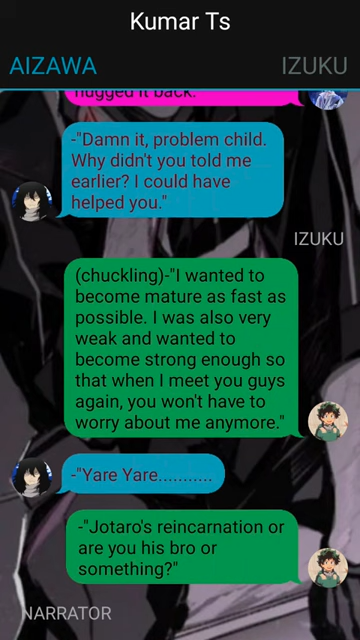 Kumar Ts
AIZAWA
IZUKU
hugged it back.
-"Damn it, problem child.
Why didn't you told me
earlier? I could have
helped you."
IZUKU
(chuckling)-"I wanted to
become mature as fast as
possible. I was also very
weak and wanted to
become strong enough so
that when I meet you guys
again, you won't have to
worry about me anymore."
-"Yare Yare...........
-"Jotaro's reincarnation or
are you his bro or
something?"
NARRATOR